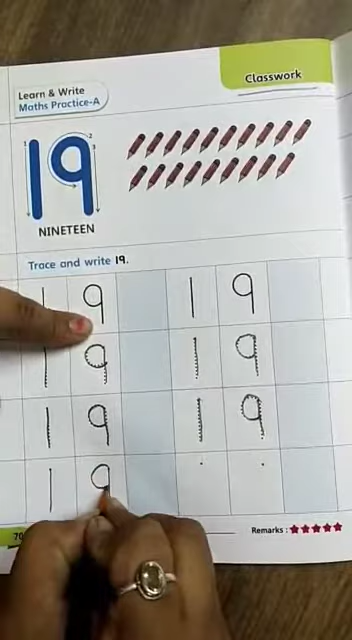 Classwork
Learn & Write
Maths Practice-A
19
NINETEEN
Trace and write 19.
1 9 1 9
1 9 1 9
1 9 1 9
1 9
70
Remarks :